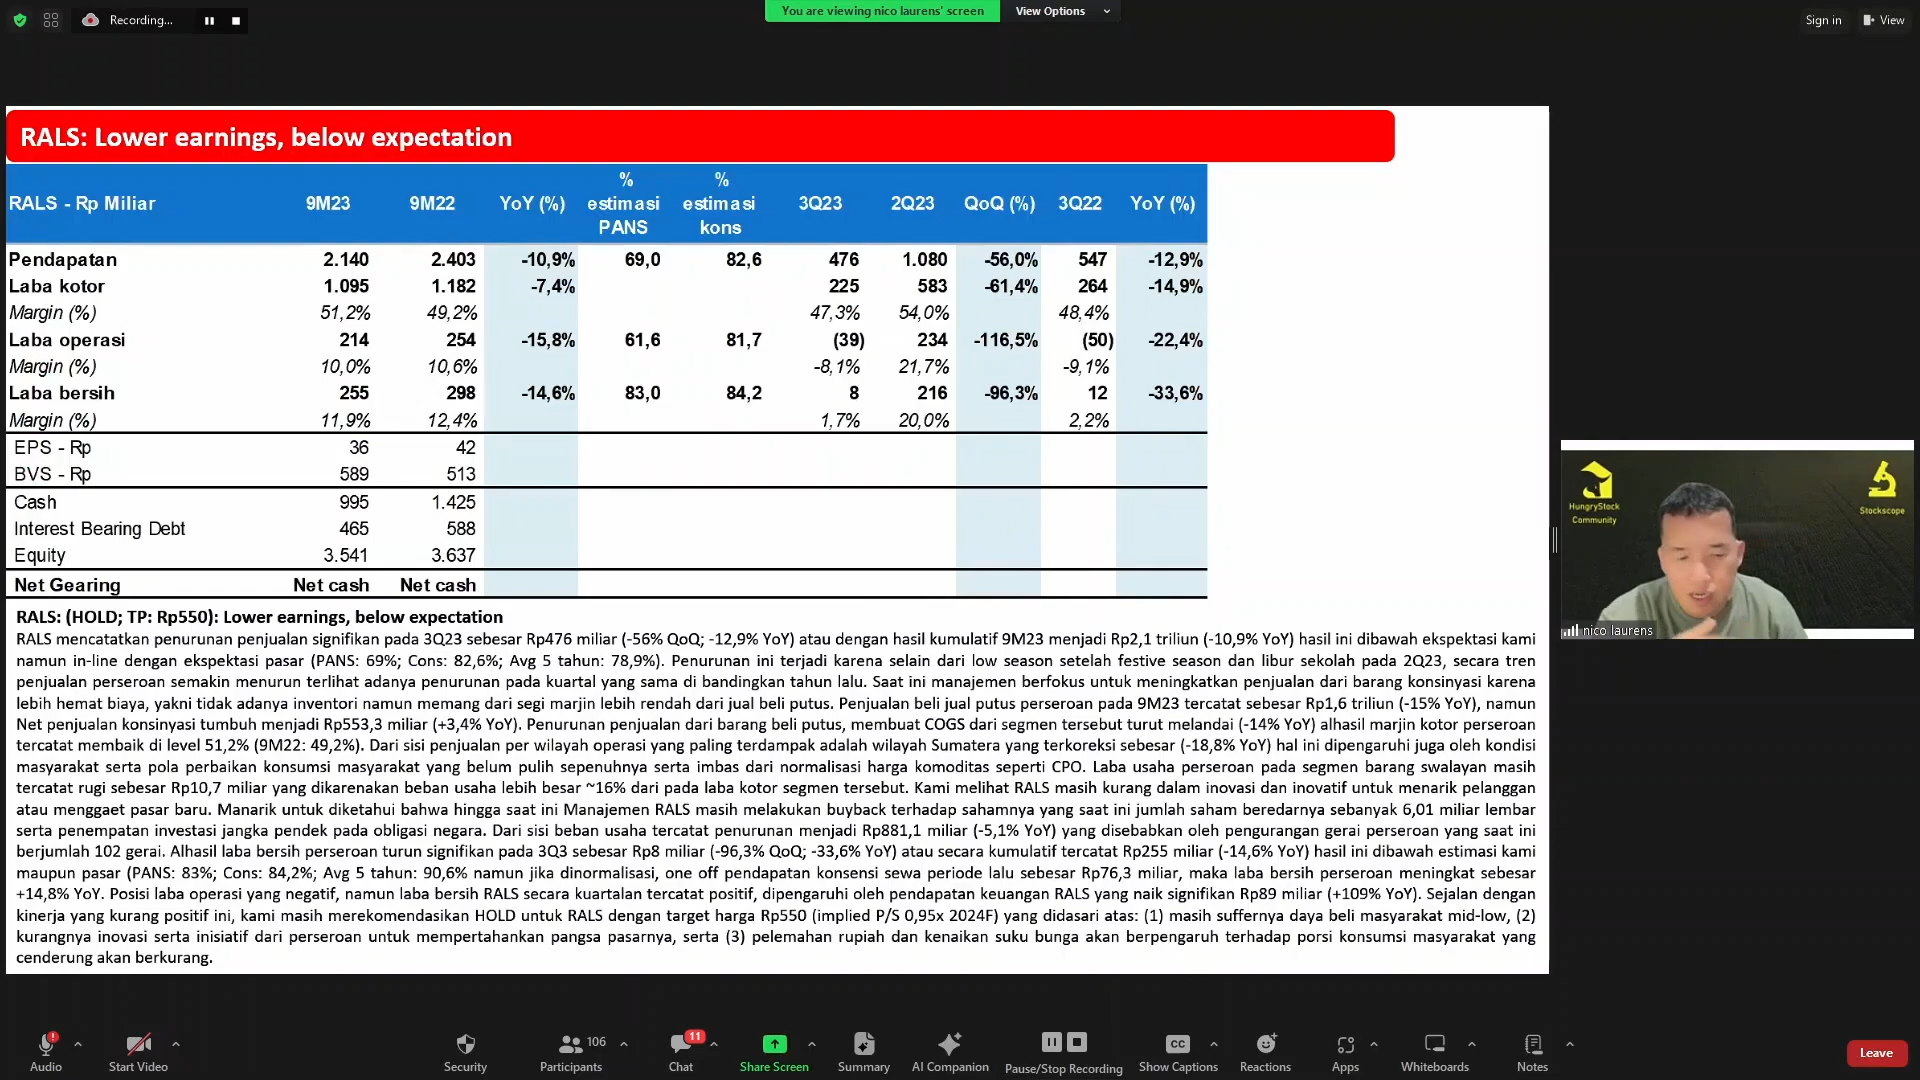 Recording...
You are viewing nico laurens' screen
View Options
Sign in
View
RALS: Lower earnings, below expectation
RALS - Rp Miliar 9M23 9M22 YoY (%) % estimasi PANS % estimasi kons 3Q23 2Q23 QoQ (%) 3Q22 YoY (%)
Pendapatan 2.140 2.403 -10,9% 69,0 82,6 476 1.080 -56,0% 547 -12,9%
Laba kotor 1.095 1.182 -7,4% 225 583 -61,4% 264 -14,9%
Margin (%) 51,2% 49,2% 47,3% 54,0% 48,4%
Laba operasi 214 254 -15,8% 61,6 81,7 (39) 234 -116,5% (50) -22,4%
Margin (%) 10,0% 10,6% -8,1% 21,7% -9,1%
Laba bersih 255 298 -14,6% 83,0 84,2 8 216 -96,3% 12 -33,6%
Margin (%) 11,9% 12,4% 1,7% 20,0% 2,2%
EPS - Rp 36 42
BVS - Rp 589 513
Cash 995 1.425
Interest Bearing Debt 465 588
Equity 3.541 3.637
Net Gearing Net cash Net cash
RALS: (HOLD; TP: Rp550): Lower earnings, below expectation
RALS mencatatkan penurunan penjualan signifikan pada 3Q23 sebesar Rp476 miliar (-56% QoQ; -12,9% YoY) atau dengan hasil kumulatif 9M23 menjadi Rp2,1 triliun (-10,9% YoY) hasil ini dibawah ekspektasi kami
namun in-line dengan ekspektasi pasar (PANS: 69%; Cons: 82,6%; Avg 5 tahun: 78,9%). Penurunan ini terjadi karena selain dari low season setelah festive season dan libur sekolah pada 2Q23, secara tren
penjualan perseroan semakin menurun terlihat adanya penurunan pada kuartal yang sama di bandingkan tahun lalu. Saat ini manajemen berfokus untuk meningkatkan penjualan dari barang konsinyasi karena
lebih hemat biaya, yakni tidak adanya inventori namun memang dari segi marjin lebih rendah dari jual beli putus. Penjualan beli jual putus perseroan pada 9M23 tercatat sebesar Rp1,6 triliun (-15% YoY), namun
Net penjualan konsinyasi tumbuh menjadi Rp553,3 miliar (+3,4% YoY). Penurunan penjualan dari barang beli putus, membuat COGS dari segmen tersebut turut melandai (-14% YoY) alhasil marjin kotor perseroan
tercatat membaik di level 51,2% (9M22: 49,2%). Dari sisi penjualan per wilayah operasi yang paling terdampak adalah wilayah Sumatera yang terkoreksi sebesar (-18,8% YoY) hal ini dipengaruhi juga oleh kondisi
masyarakat serta pola perbaikan konsumsi masyarakat yang belum pulih sepenuhnya serta imbas dari normalisasi harga komoditas seperti CPO. Laba usaha perseroan pada segmen barang swalayan masih
tercatat rugi sebesar Rp10,7 miliar yang dikarenakan beban usaha lebih besar ~16% dari pada laba kotor segmen tersebut. Kami melihat RALS masih kurang dalam inovasi dan inovatif untuk menarik pelanggan
atau menggaet pasar baru. Manarik untuk diketahui bahwa hingga saat ini Manajemen RALS masih melakukan buyback terhadap sahamnya yang saat ini jumlah saham beredarnya sebanyak 6,01 miliar lembar
serta penempatan investasi jangka pendek pada obligasi negara. Dari sisi beban usaha tercatat penurunan menjadi Rp881,1 miliar (-5,1% YoY) yang disebabkan oleh pengurangan gerai perseroan yang saat ini
berjumlah 102 gerai. Alhasil laba bersih perseroan turun signifikan pada 3Q3 sebesar Rp8 miliar (-96,3% QoQ; -33,6% YoY) atau secara kumulatif tercatat Rp255 miliar (-14,6% YoY) hasil ini dibawah estimasi kami
maupun pasar (PANS: 83%; Cons: 84,2%; Avg 5 tahun: 90,6% namun jika dinormalisasi, one off pendapatan konsensi sewa periode lalu sebesar Rp76,3 miliar, maka laba bersih perseroan meningkat sebesar
+14,8% YoY. Posisi laba operasi yang negatif, namun laba bersih RALS secara kuartalan tercatat positif, dipengaruhi oleh pendapatan keuangan RALS yang naik signifikan Rp89 miliar (+109% YoY). Sejalan dengan
kinerja yang kurang positif ini, kami masih merekomendasikan HOLD untuk RALS dengan target harga Rp550 (implied P/S 0,95x 2024F) yang didasari atas: (1) masih suffernya daya beli masyarakat mid-low, (2)
kurangnya inovasi serta inisiatif dari perseroan untuk mempertahankan pangsa pasarnya, serta (3) pelemahan rupiah dan kenaikan suku bunga akan berpengaruh terhadap porsi konsumsi masyarakat yang
cenderung akan berkurang.
HungryStock
Community
Stockscope
nico laurens
Audio
Start Video
Security
Participants 106
Chat 11
Share Screen
Summary
AI Companion
Pause/Stop Recording
CC
Show Captions
Reactions
Apps
Whiteboards
Notes
Leave